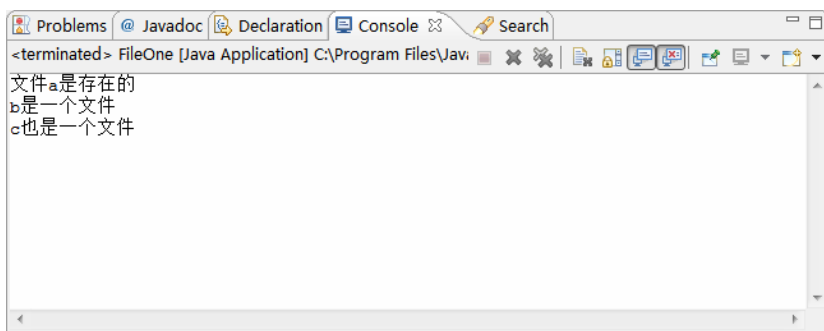 Problems @ Javadoc Declaration Console Search
<terminated> FileOne [Java Application] C:\Program Files\Java
文件a是存在的
b是一个文件
c也是一个文件